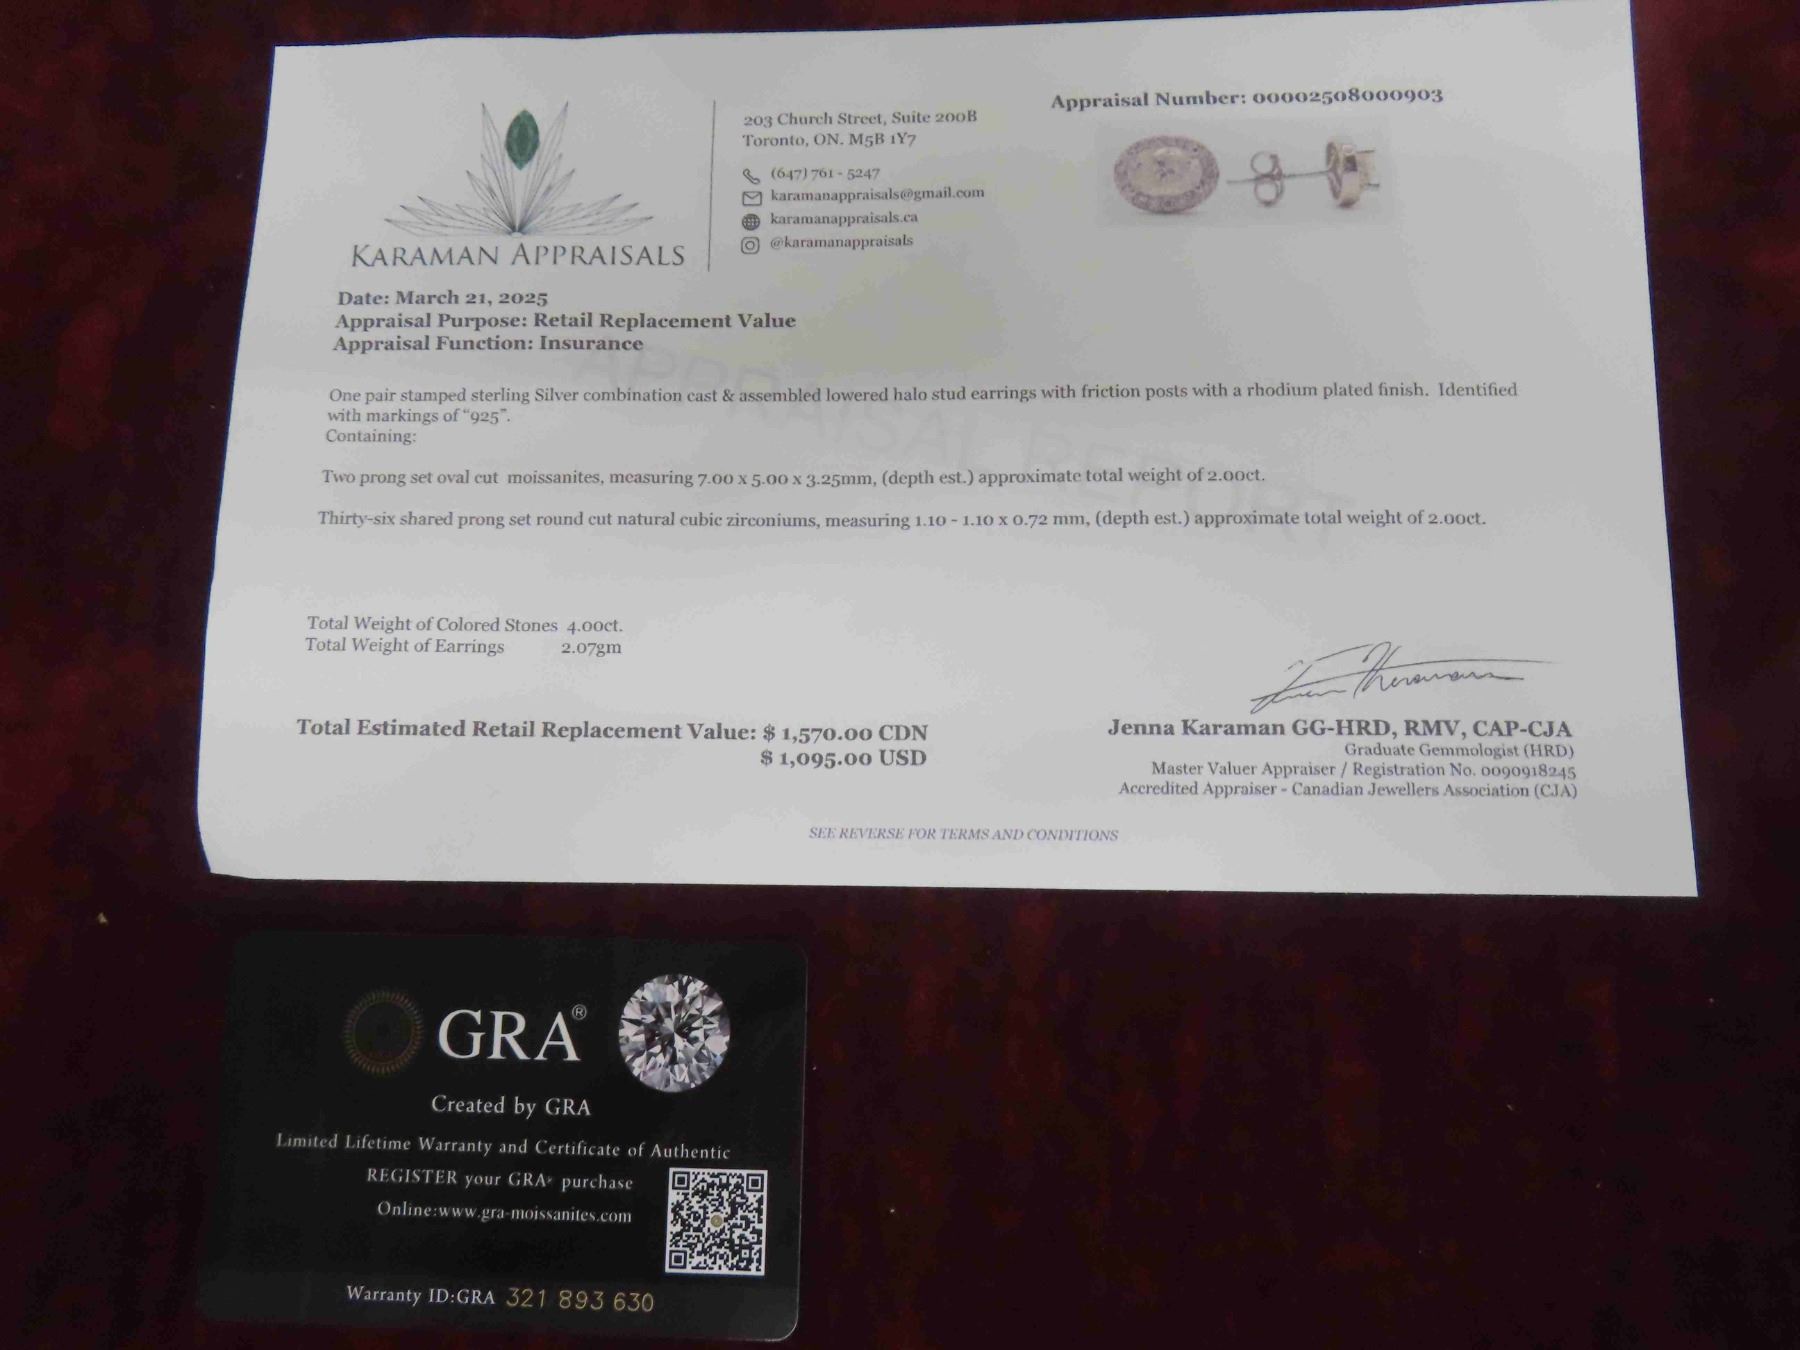 KARAMAN APPRAISALS
203 Church Street, Suite 200B
Toronto, ON. M5B 1Y7
(647) 761 - 5247
karamanappraisals@gmail.com
karamanappraisals.ca
@karamanappraisals
Appraisal Number: 00002508000903
Date: March 21, 2025
Appraisal Purpose: Retail Replacement Value
Appraisal Function: Insurance
APPRAISAL REPORT
One pair stamped sterling Silver combination cast & assembled lowered halo stud earrings with friction posts with a rhodium plated finish. Identified
with markings of "925".
Containing:
Two prong set oval cut moissanites, measuring 7.00 x 5.00 x 3.25mm, (depth est.) approximate total weight of 2.00ct.
Thirty-six shared prong set round cut natural cubic zirconiums, measuring 1.10 - 1.10 x 0.72 mm, (depth est.) approximate total weight of 2.00ct.
Total Weight of Colored Stones 4.00ct.
Total Weight of Earrings 2.07gm
Total Estimated Retail Replacement Value: $ 1,570.00 CDN
$ 1,095.00 USD
Jenna Karaman GG-HRD, RMV, CAP-CJA
Graduate Gemmologist (HRD)
Master Valuer Appraiser / Registration No. 0090918245
Accredited Appraiser - Canadian Jewellers Association (CJA)
SEE REVERSE FOR TERMS AND CONDITIONS
GRA®
Created by GRA
Limited Lifetime Warranty and Certificate of Authentic
REGISTER your GRA® purchase
Online:www.gra-moissanites.com
Warranty ID:GRA 321 893 630